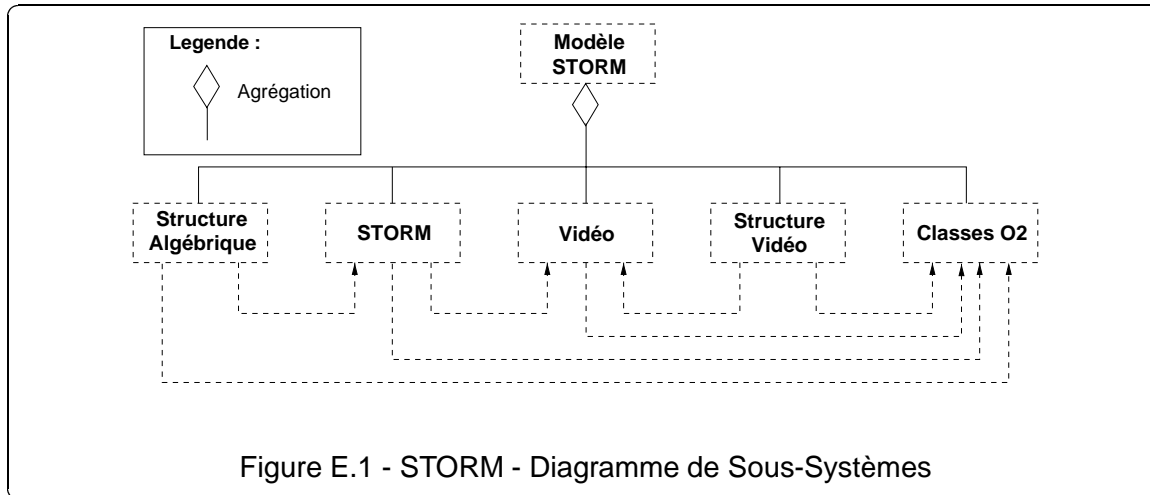 Legende :
Agrégation
Modèle
STORM
Structure
Algébrique
STORM
Vidéo
Structure
Vidéo
Classes O2
Figure E.1 - STORM - Diagramme de Sous-Systèmes